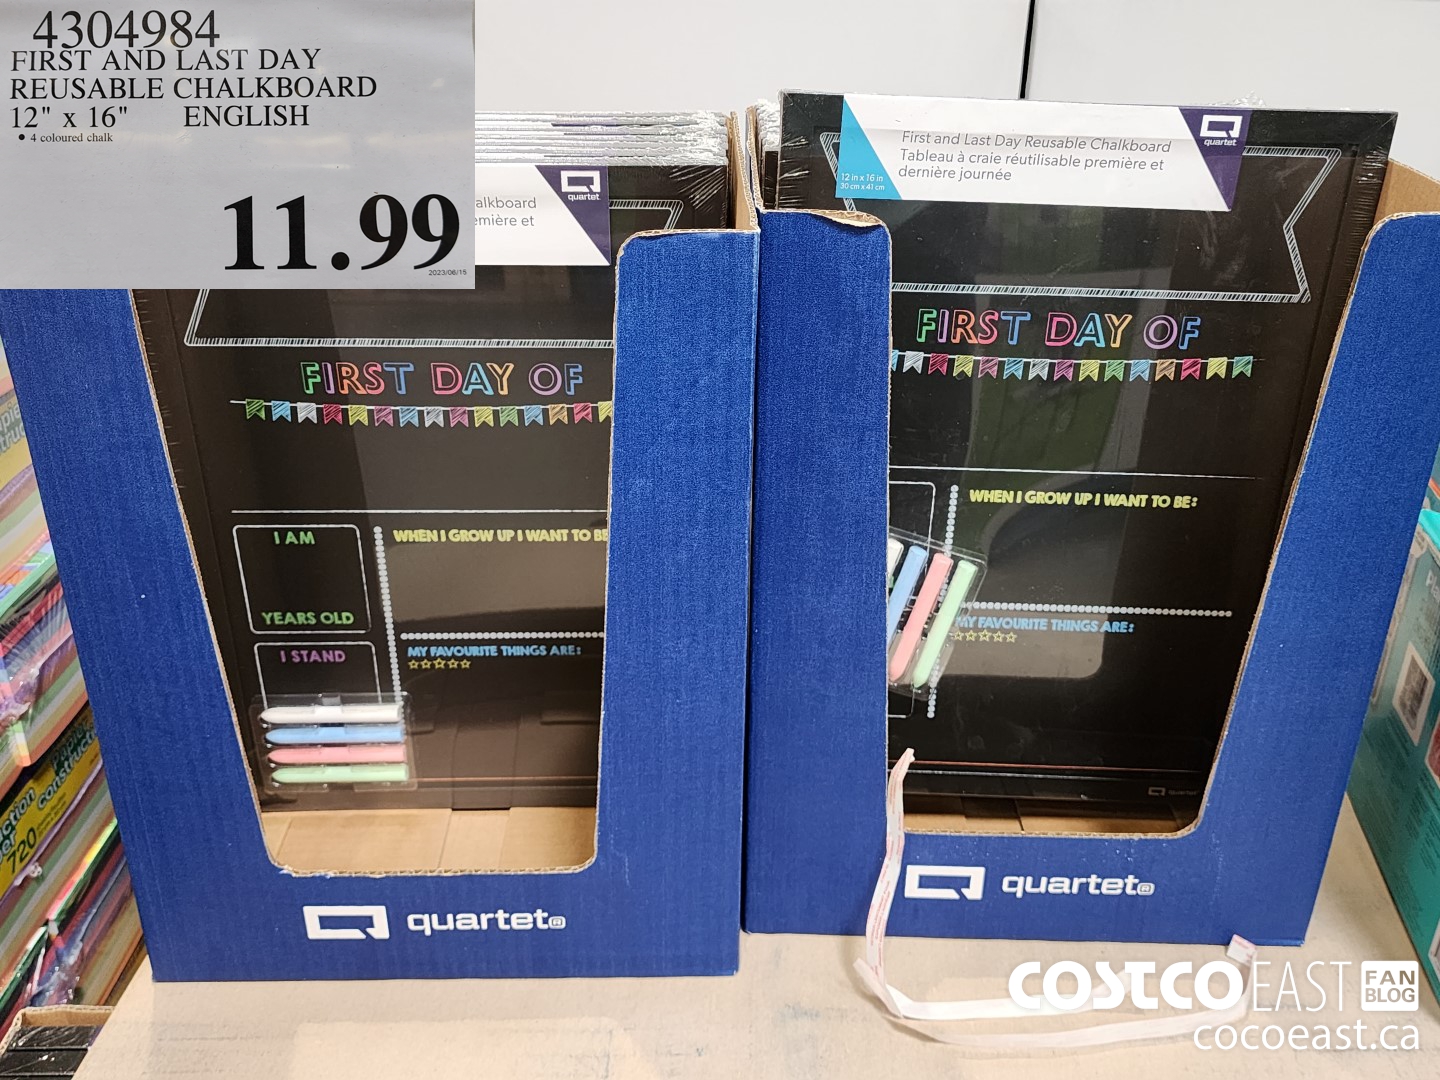 4304984
FIRST AND LAST DAY
REUSABLE CHALKBOARD
12" x 16" ENGLISH
• 4 coloured chalk
11.99
2023/06/15
alkboard
emière et
quartet
FIRST DAY OF
I AM
YEARS OLD
I STAND
WHEN I GROW UP I WANT TO BE
MY FAVOURITE THINGS ARE:
quartet®
First and Last Day Reusable Chalkboard
Tableau à craie réutilisable première et
dernière journée
12 in x 16 in
30 cm x 41 cm
quartet
FIRST DAY OF
WHEN I GROW UP I WANT TO BE:
MY FAVOURITE THINGS ARE:
quartet
quartet®
720
COSTCO EAST FAN BLOG
cocoeast.ca